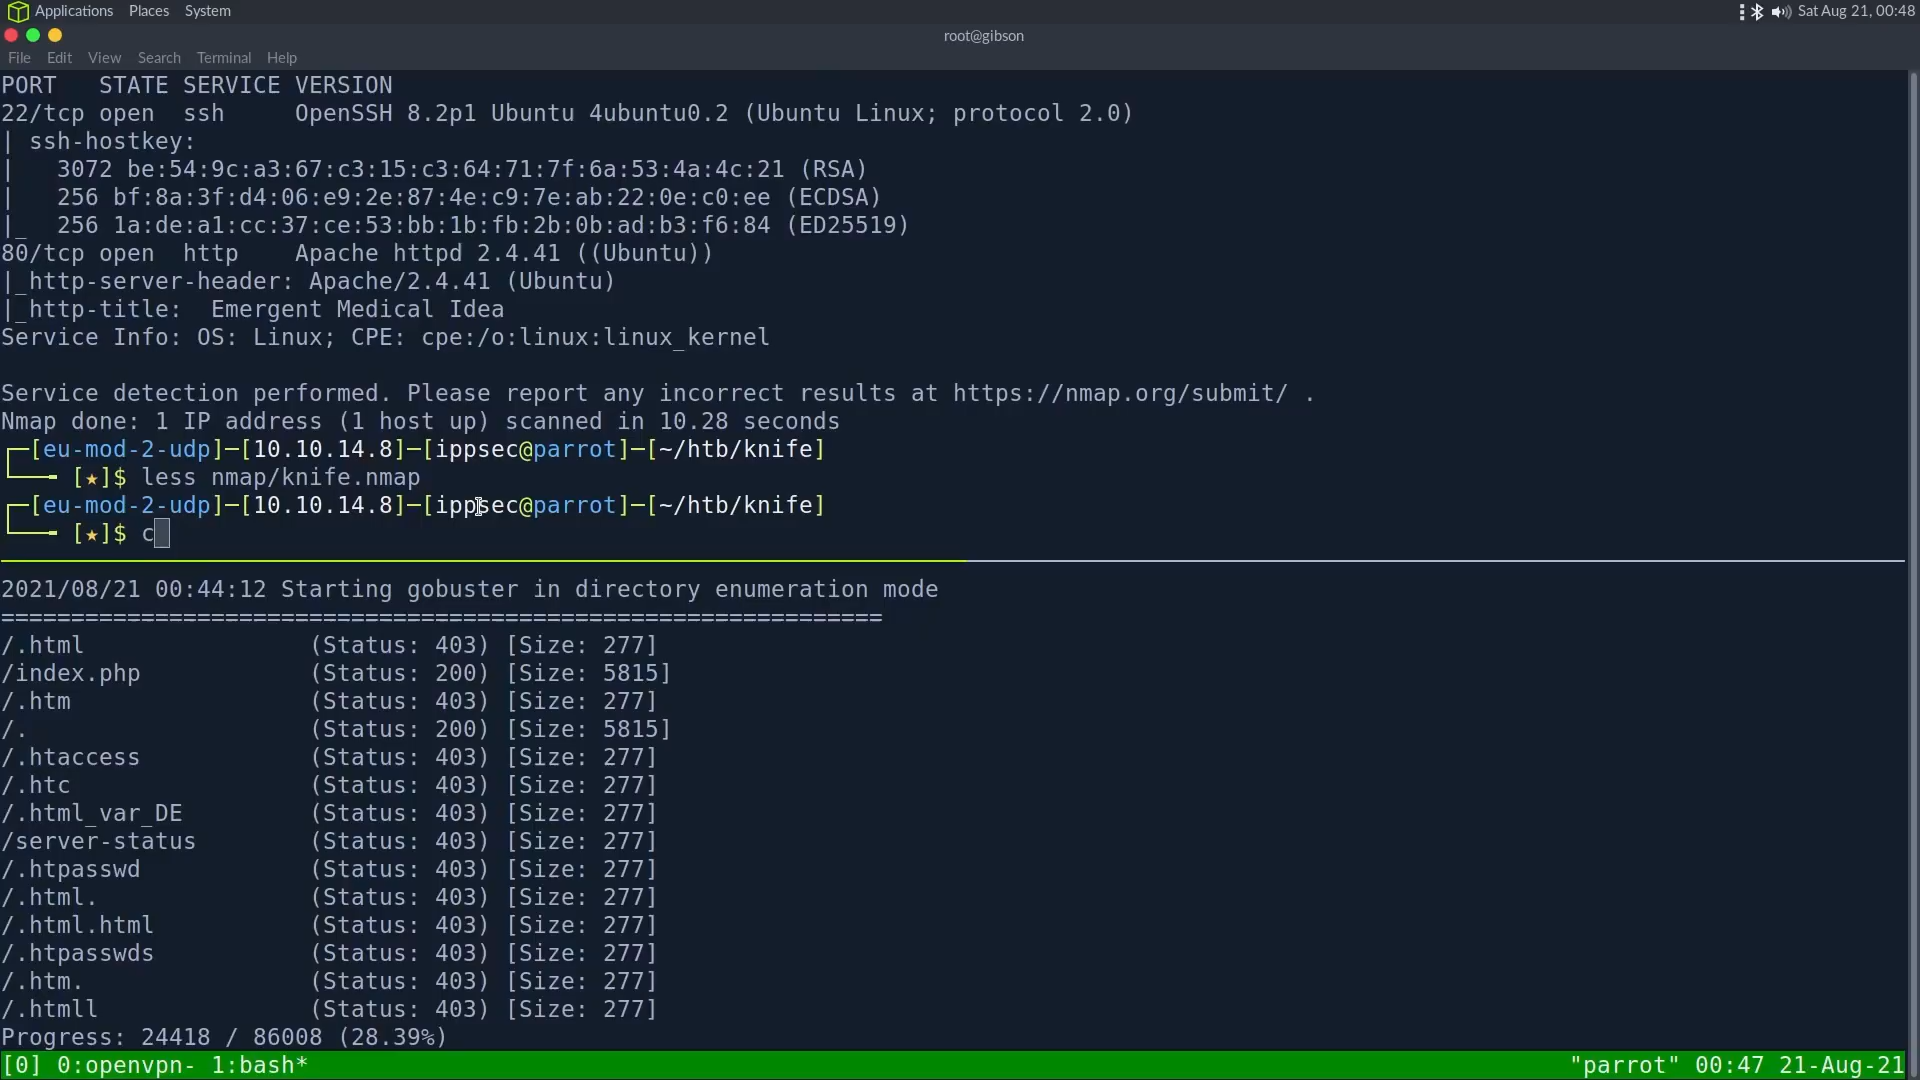 Applications Places System
Sat Aug 21, 00:48
root@gibson
File Edit View Search Terminal Help
PORT   STATE SERVICE VERSION
22/tcp open  ssh     OpenSSH 8.2p1 Ubuntu 4ubuntu0.2 (Ubuntu Linux; protocol 2.0)
| ssh-hostkey:
|   3072 be:54:9c:a3:67:c3:15:c3:64:71:7f:6a:53:4a:4c:21 (RSA)
|   256 bf:8a:3f:d4:06:e9:2e:87:4e:c9:7e:ab:22:0e:c0:ee (ECDSA)
|_  256 1a:de:a1:cc:37:ce:53:bb:1b:fb:2b:0b:ad:b3:f6:84 (ED25519)
80/tcp open  http    Apache httpd 2.4.41 ((Ubuntu))
|_http-server-header: Apache/2.4.41 (Ubuntu)
|_http-title:  Emergent Medical Idea
Service Info: OS: Linux; CPE: cpe:/o:linux:linux_kernel
Service detection performed. Please report any incorrect results at https://nmap.org/submit/ .
Nmap done: 1 IP address (1 host up) scanned in 10.28 seconds
┌─[eu-mod-2-udp]─[10.10.14.8]─[ippsec@parrot]─[~/htb/knife]
└──╼ [★]$ less nmap/knife.nmap
┌─[eu-mod-2-udp]─[10.10.14.8]─[ippsec@parrot]─[~/htb/knife]
└──╼ [★]$ c
2021/08/21 00:44:12 Starting gobuster in directory enumeration mode
===============================================================
/.html                (Status: 403) [Size: 277]
/index.php            (Status: 200) [Size: 5815]
/.htm                 (Status: 403) [Size: 277]
/.                    (Status: 200) [Size: 5815]
/.htaccess            (Status: 403) [Size: 277]
/.htc                 (Status: 403) [Size: 277]
/.html_var_DE         (Status: 403) [Size: 277]
/server-status        (Status: 403) [Size: 277]
/.htpasswd            (Status: 403) [Size: 277]
/.html.               (Status: 403) [Size: 277]
/.html.html           (Status: 403) [Size: 277]
/.htpasswds           (Status: 403) [Size: 277]
/.htm.                (Status: 403) [Size: 277]
/.htmll               (Status: 403) [Size: 277]
Progress: 24418 / 86008 (28.39%)
[0] 0:openvpn- 1:bash* "parrot" 00:47 21-Aug-21